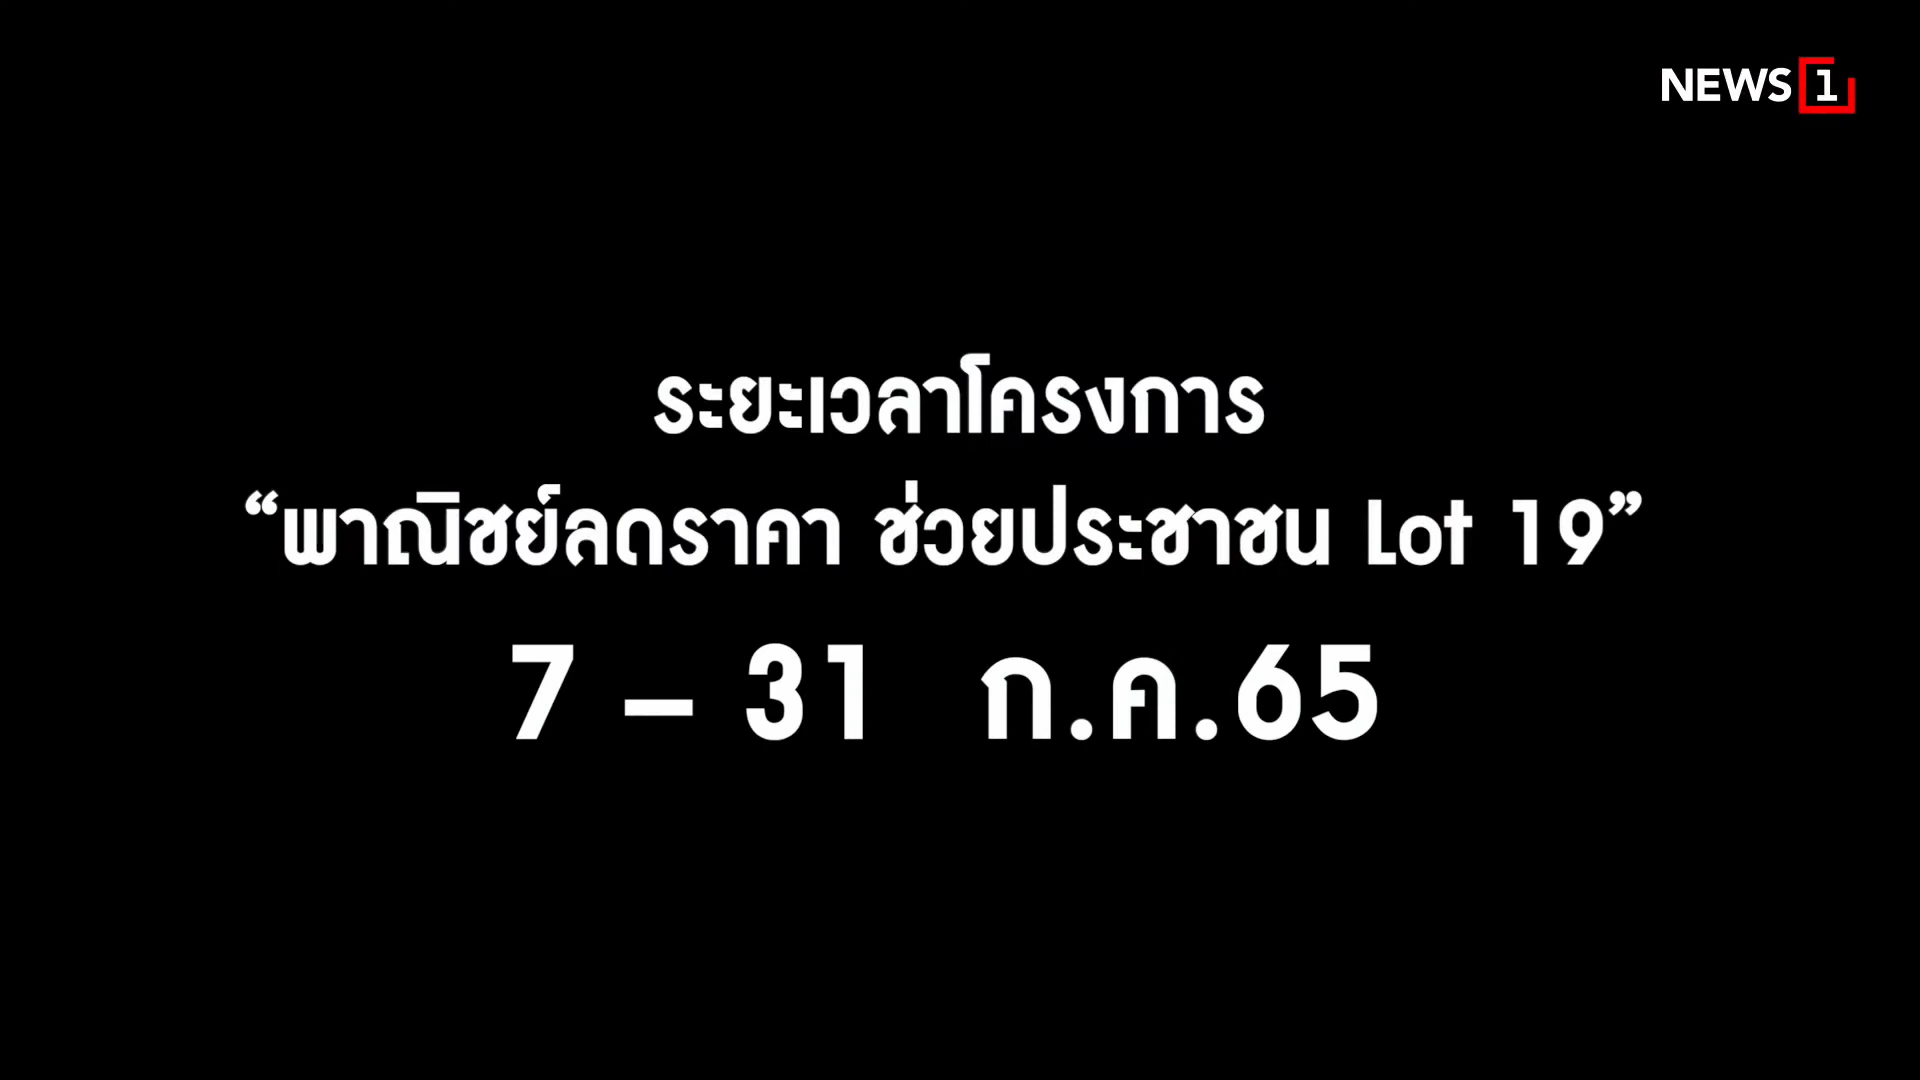 NEWS 1
ระยะเวลาโครงการ
“พาณิชย์ลดราคา ช่วยประชาชน Lot 19”
7 – 31 ก.ค.65